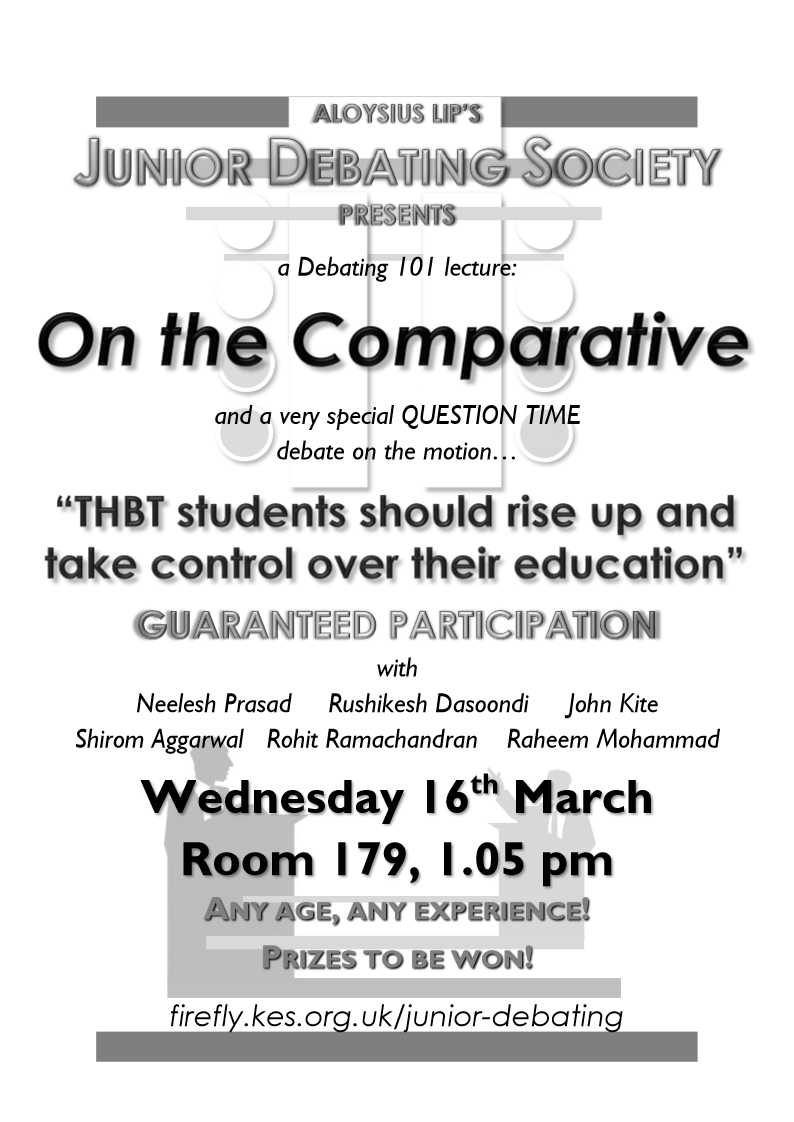 ALOYSIUS LIP'S
JUNIOR DEBATING SOCIETY
PRESENTS
a Debating 101 lecture:
On the Comparative
and a very special QUESTION TIME
debate on the motion…
“THBT students should rise up and
take control over their education”
GUARANTEED PARTICIPATION
with
Neelesh Prasad Rushikesh Dasoondi John Kite
Shirom Aggarwal Rohit Ramachandran Raheem Mohammad
Wednesday 16th March
Room 179, 1.05 pm
ANY AGE, ANY EXPERIENCE!
PRIZES TO BE WON!
firefly.kes.org.uk/junior-debating